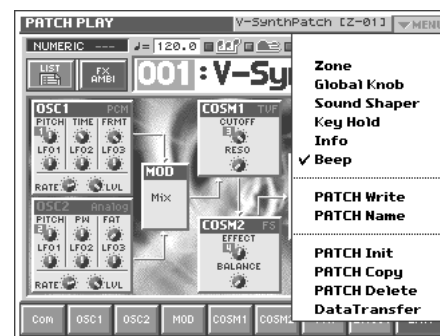 PATCH PLAY V-SynthPatch [Z-01] MENU
NUMERIC --- ♩= 120.0
LIST FX AMBI 001:V-Sy
OSC1 PCM
PITCH TIME FRMT
1
LFO1 LFO2 LFO3
RATE LVL
OSC2 Analog
PITCH PW FAT
2
LFO1 LFO2 LFO3
RATE LVL
MOD
Mix
COSM1 TVF
CUTOFF
3
RESO
COSM2 FS
EFFECT
BALANCE
Zone
Global Knob
Sound Shaper
Key Hold
Info
✓ Beep
PATCH Write
PATCH Name
PATCH Init
PATCH Copy
PATCH Delete
DataTransfer
Com OSC1 OSC2 MOD COSM1 COSM2